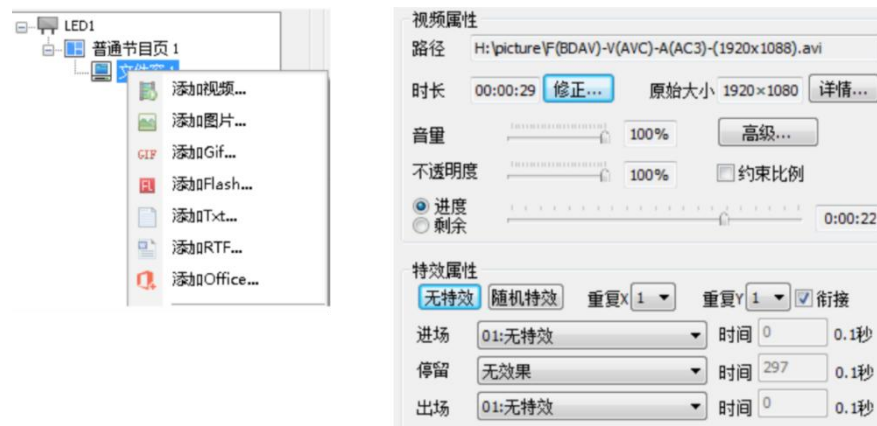 LED1
普通节目页 1
添加视频...
添加图片...
GIF 添加Gif...
FL 添加Flash...
添加Txt...
添加RTF...
添加Office...
视频属性
路径 H:\picture\F(BDAV)-V(AVC)-A(AC3)-(1920x1088).avi
时长 00:00:29 修正... 原始大小 1920×1080 详情...
音量 100% 高级...
不透明度 100% 约束比例
进度
剩余
0:00:22
特效属性
无特效 随机特效 重复X 1 重复Y 1 衔接
进场 01:无特效 时间 0 0.1秒
停留 无效果 时间 297 0.1秒
出场 01:无特效 时间 0 0.1秒